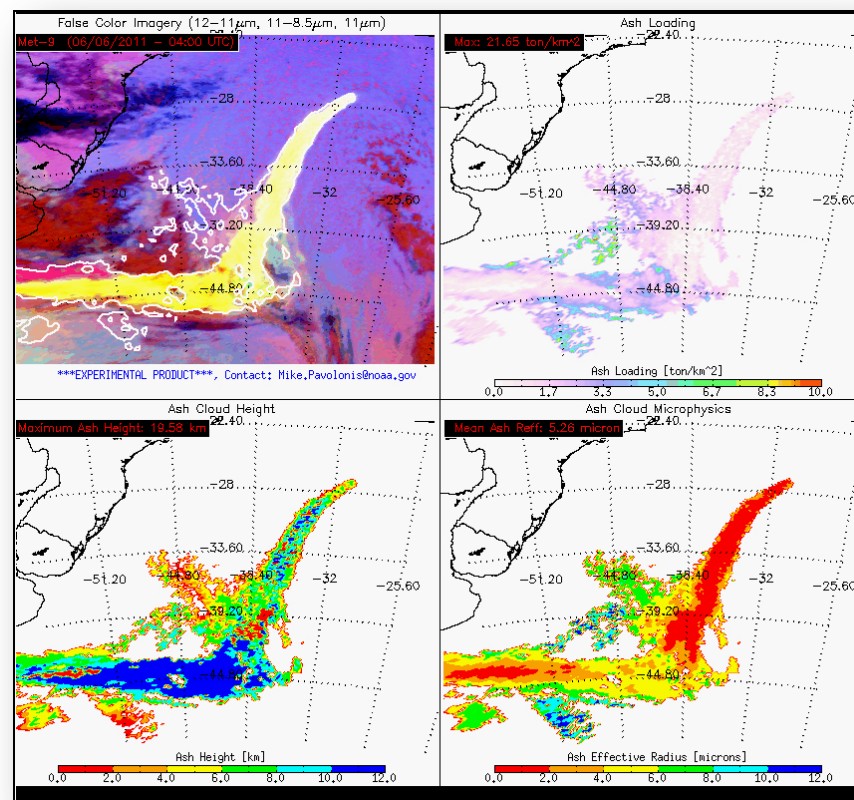 False Color Imagery (12-11μm, 11-8.5μm, 11μm)
Met-9 (06/06/2011 - 04:00 UTC)
-22.40
-28
-33.60
-51.20
-44.80
-38.40
-32
-25.60
-39.20
-44.80
***EXPERIMENTAL PRODUCT***, Contact: Mike.Pavolonis@noaa.gov
Ash Loading
Max: 21.65 ton/km^2
-22.40
-28
-33.60
-51.20
-44.80
-38.40
-32
-25.60
-39.20
-44.80
Ash Loading [ton/km^2]
0.0 1.7 3.3 5.0 6.7 8.3 10.0
Ash Cloud Height
Maximum Ash Height: 19.58 km
-22.40
-28
-33.60
-51.20
-44.80
-38.40
-32
-25.60
-39.20
-44.80
Ash Height [km]
0.0 2.0 4.0 6.0 8.0 10.0 12.0
Ash Cloud Microphysics
Mean Ash Reff: 5.26 micron
-22.40
-28
-33.60
-51.20
-44.80
-38.40
-32
-25.60
-39.20
-44.80
Ash Effective Radius [microns]
0.0 2.0 4.0 6.0 8.0 10.0 12.0